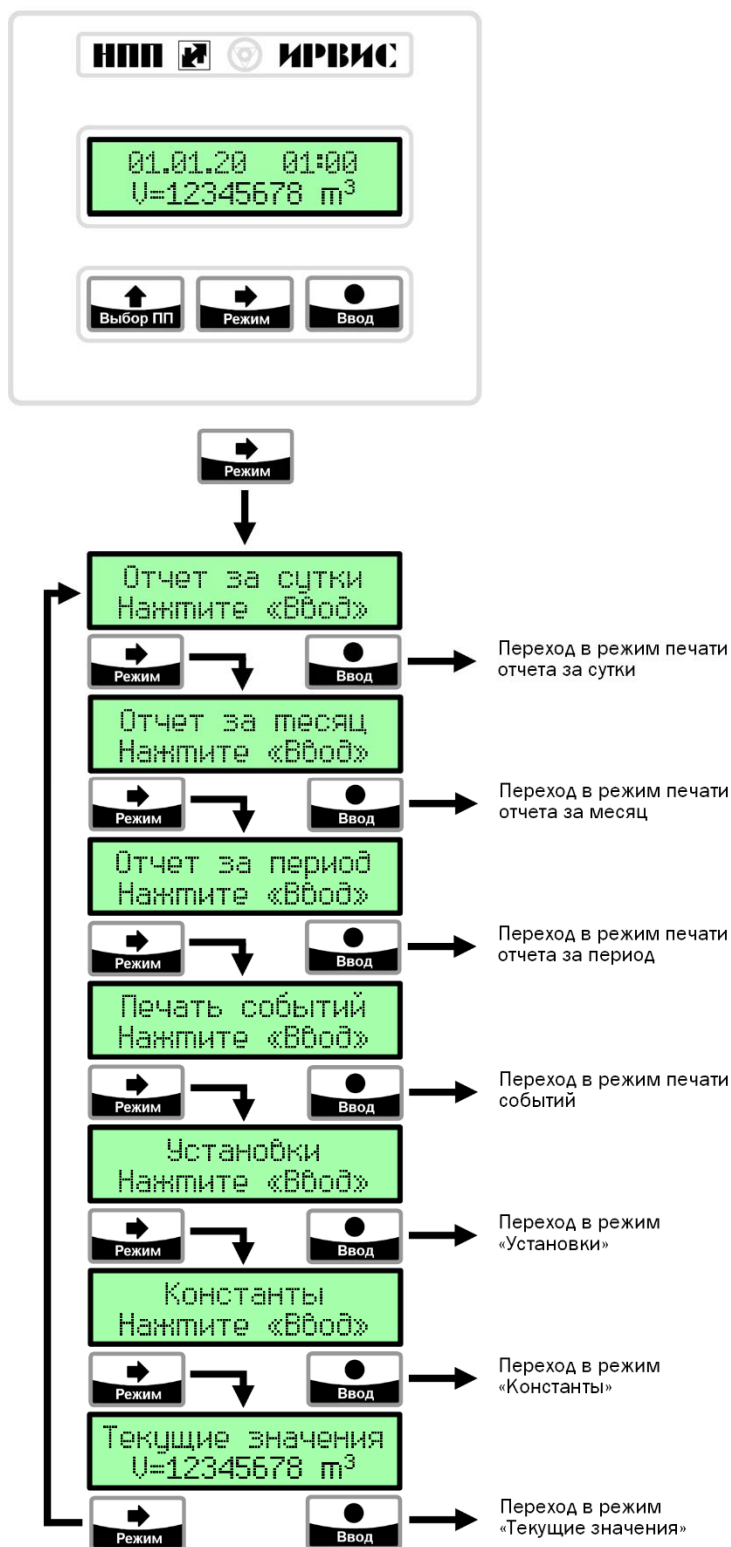 НПП ИРВИС
01.01.20 01:00
V=12345678 m³
Выбор ПП Режим Ввод
Режим
Отчет за сутки
Нажмите «Ввод»
Режим Ввод
Переход в режим печати
отчета за сутки
Отчет за месяц
Нажмите «Ввод»
Режим Ввод
Переход в режим печати
отчета за месяц
Отчет за период
Нажмите «Ввод»
Режим Ввод
Переход в режим печати
отчета за период
Печать событий
Нажмите «Ввод»
Режим Ввод
Переход в режим печати
событий
Установки
Нажмите «Ввод»
Режим Ввод
Переход в режим
«Установки»
Константы
Нажмите «Ввод»
Режим Ввод
Переход в режим
«Константы»
Текущие значения
V=12345678 m³
Режим Ввод
Переход в режим
«Текущие значения»